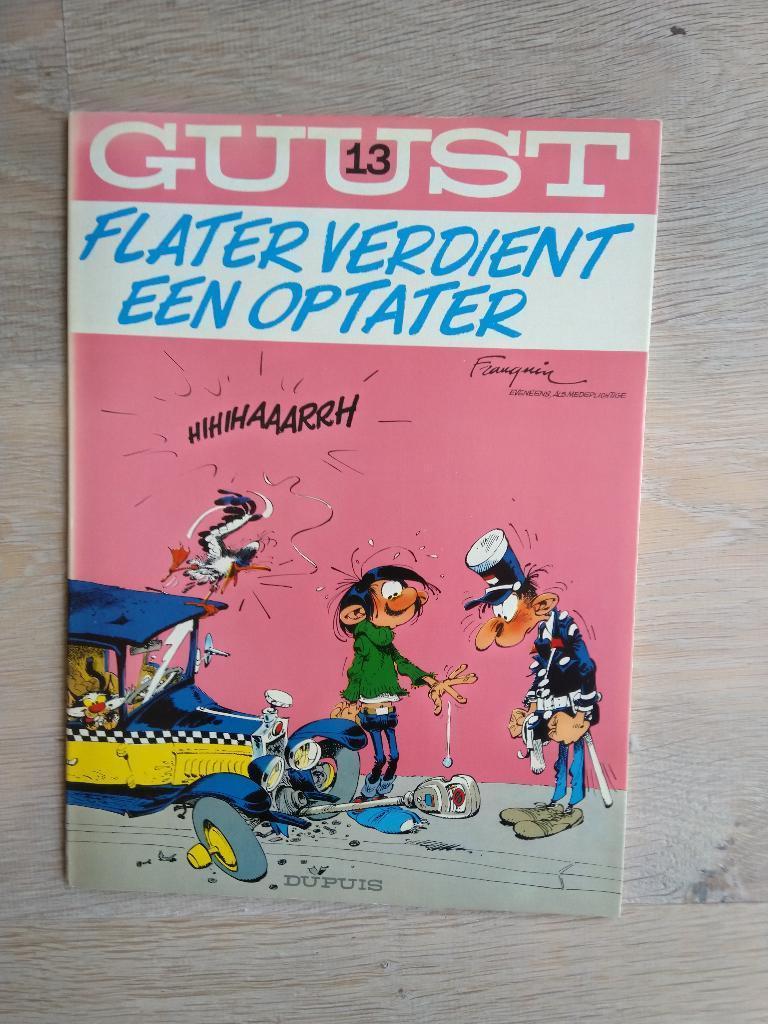 GUUST
13
FLATER VERDIENT
EEN OPTATER
Franquin
EVENEENS, ALS MEDEPLICHTIGE
HIHIHAAARRH
DUPUIS